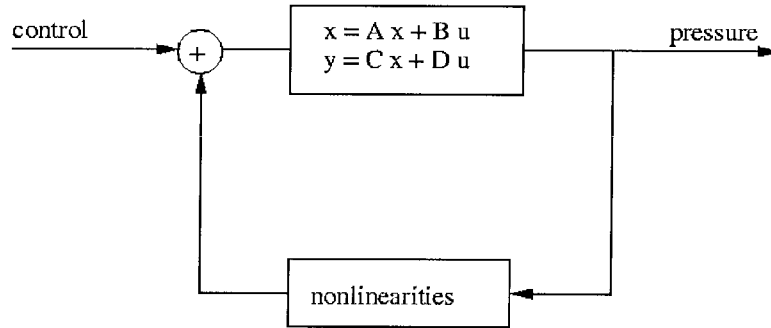 control
+
x = A x + B u
y = C x + D u
pressure
nonlinearities